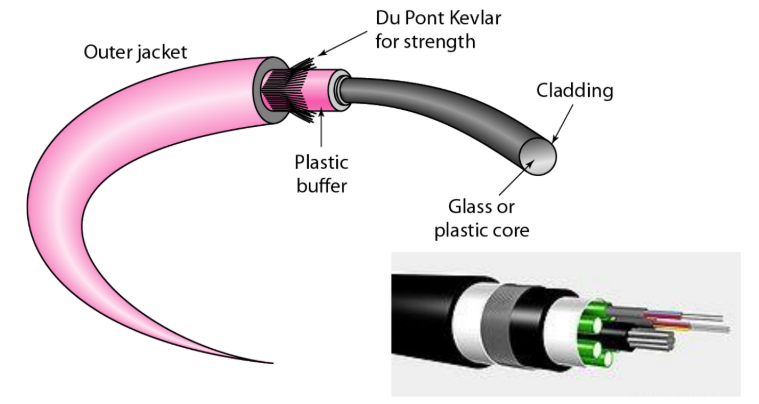 Du Pont Kevlar
for strength
Outer jacket
Cladding
Plastic
buffer
Glass or
plastic core